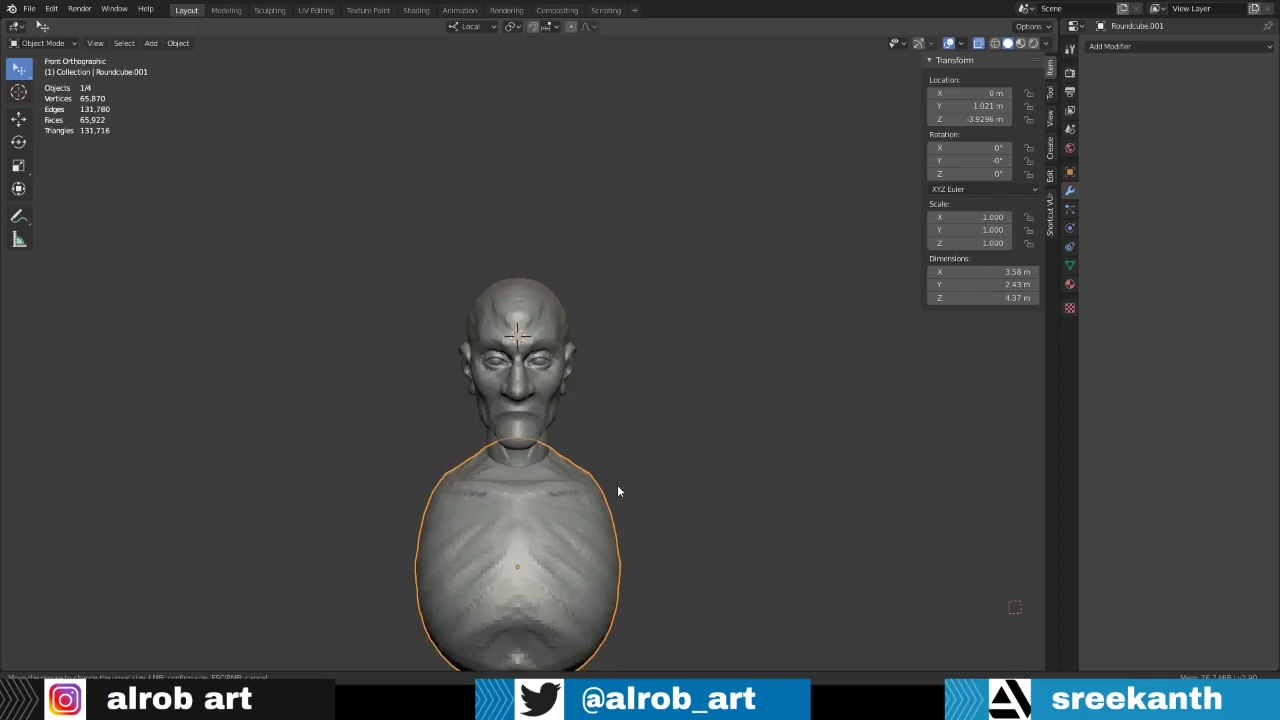 File Edit Render Window Help
Layout Modeling Sculpting UV Editing Texture Paint Shading Animation Rendering Compositing Scripting +
Scene
View Layer
Local
Options
Roundcube.001
Object Mode View Select Add Object
Add Modifier
Front Orthographic
(1) Collection | Roundcube.001
Objects 1/4
Vertices 65,870
Edges 131,780
Faces 65,922
Triangles 131,716
Transform
Location:
X 0 m
Y 1.021 m
Z -3.9296 m
Rotation:
X 0°
Y -0°
Z 0°
XYZ Euler
Scale:
X 1.000
Y 1.000
Z 1.000
Dimensions:
X 3.58 m
Y 2.43 m
Z 4.37 m
Item
Tool
View
Create
Edit
Shortcut VUr
alrob art
@alrob_art
sreekanth